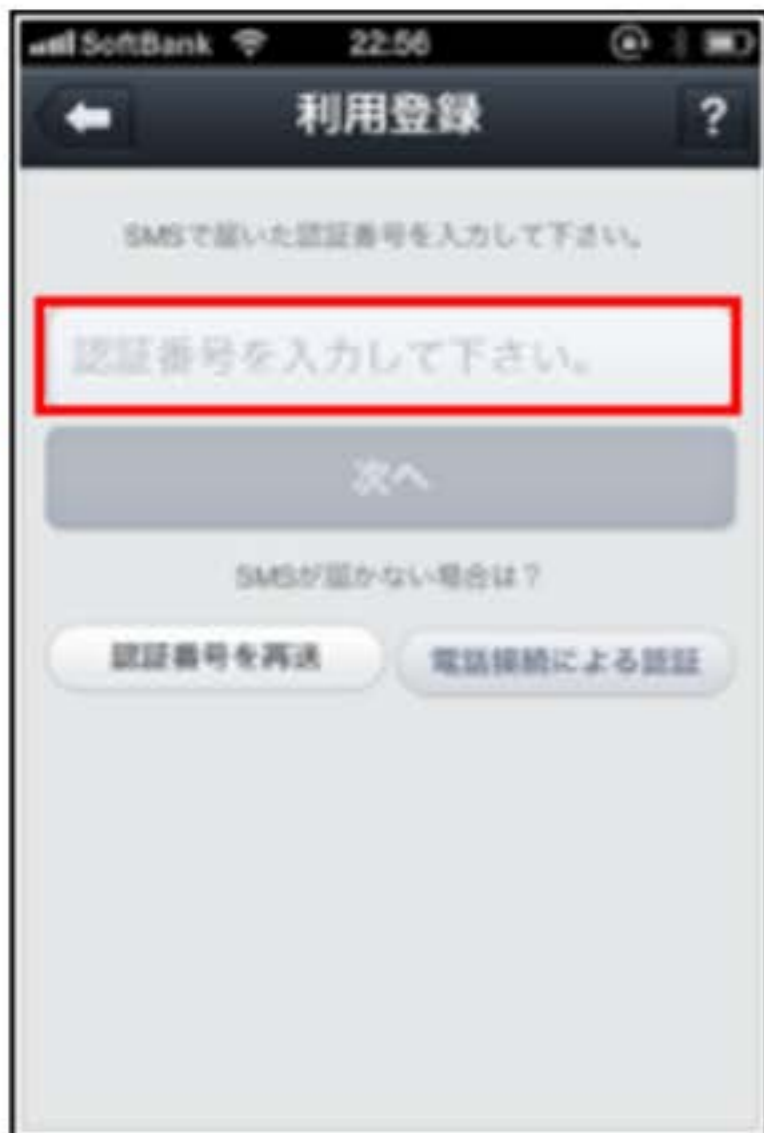 SoftBank 22:56
利用登録 ?
SMSで届いた認証番号を入力して下さい。
認証番号を入力して下さい。
次へ
SMSが届かない場合は？
認証番号を再送 電話接続による認証